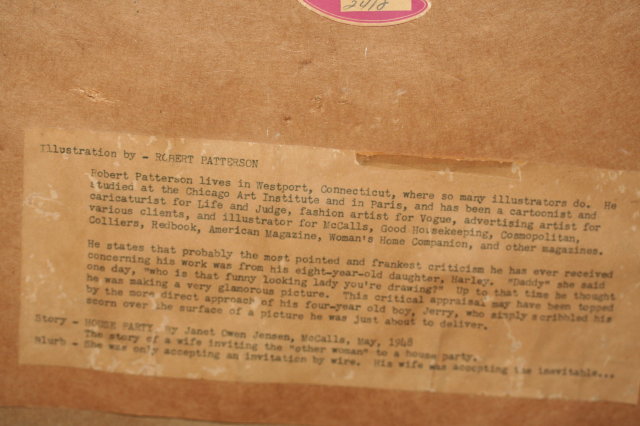 Illustration by - ROBERT PATTERSON
Robert Patterson lives in Westport, Connecticut, where so many illustrators do. He
studied at the Chicago Art Institute and in Paris, and has been a cartoonist and
caricaturist for Life and Judge, fashion artist for Vogue, advertising artist for
various clients, and illustrator for McCalls, Good Housekeeping, Cosmopolitan,
Colliers, Redbook, American Magazine, Woman's Home Companion, and other magazines.
He states that probably the most pointed and frankest criticism he has ever received
concerning his work was from his eight-year-old daughter, Harley. "Daddy" she said
one day, "who is that funny looking lady you're drawing?" Up to that time he thought
he was making a very glamorous picture. This critical appraisal may have been topped
by the more direct approach of his four-year old boy, Jerry, who simply scribbled his
scorn over the surface of a picture he was just about to deliver.
Story - HOUSE PARTY. By Janet Owen Jensen, McCalls, May, 1948
The story of a wife inviting the "other woman" to a house party.
Blurb - She was only accepting an invitation by wire. His wife was accepting the inevitable...